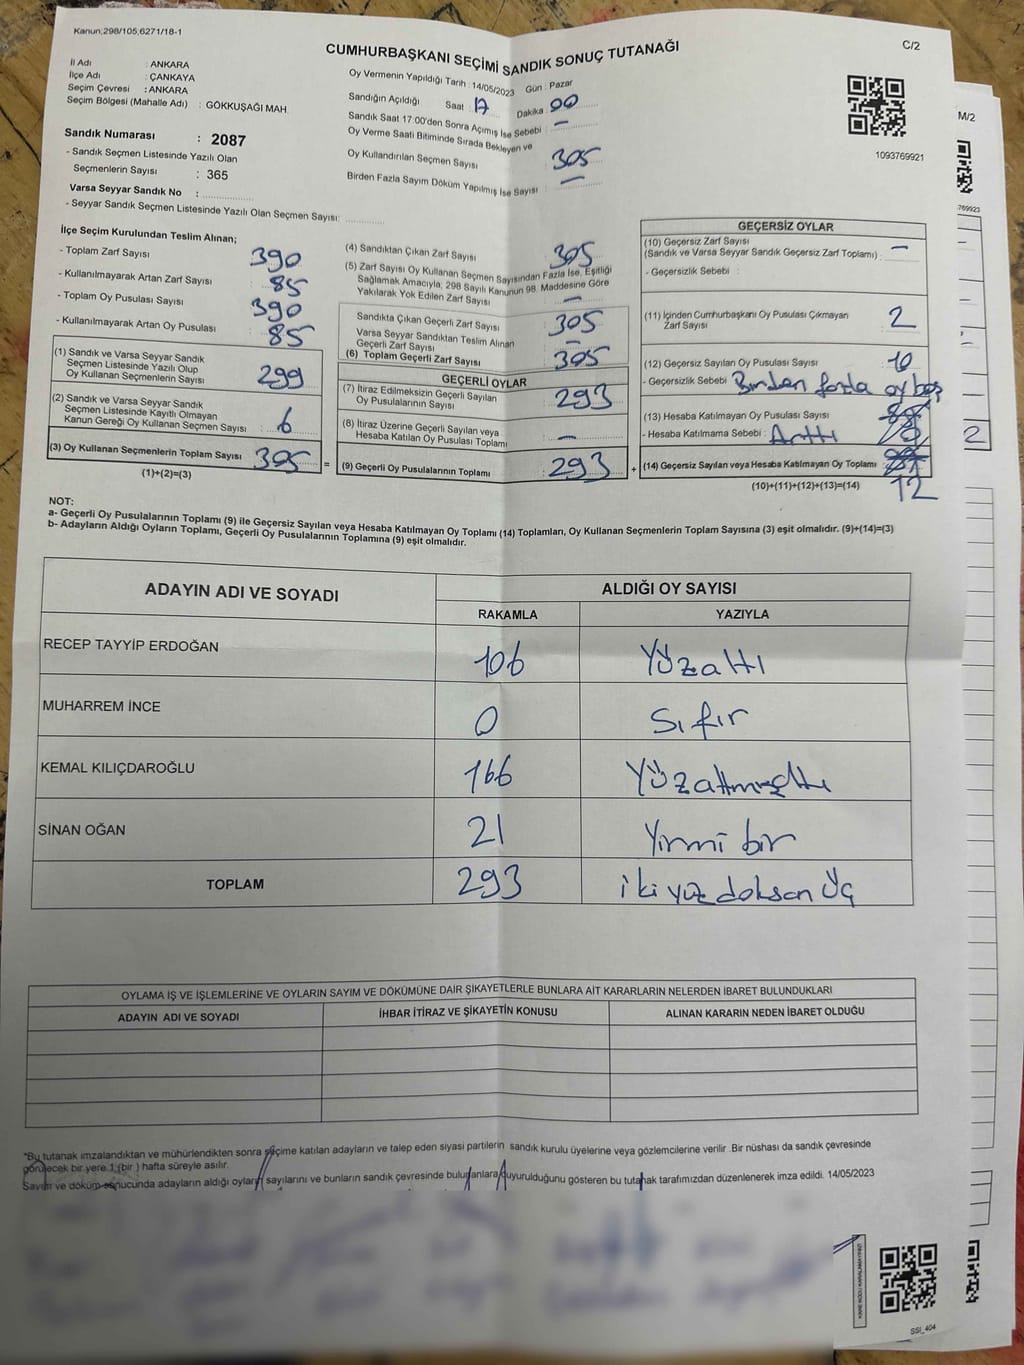 Kanun;298/105,6271/18-1
C/2
CUMHURBAŞKANI SEÇİMİ SANDIK SONUÇ TUTANAĞI
İl Adı : ANKARA
İlçe Adı : ÇANKAYA
Seçim Çevresi : ANKARA
Seçim Bölgesi (Mahalle Adı) : GÖKKUŞAĞI MAH.
Sandık Numarası : 2087
- Sandık Seçmen Listesinde Yazılı Olan
Seçmenlerin Sayısı : 365
Varsa Seyyar Sandık No :
- Seyyar Sandık Seçmen Listesinde Yazılı Olan Seçmen Sayısı:
Oy Vermenin Yapıldığı Tarih : 14/05/2023 Gün : Pazar
Sandığın Açıldığı Saat : 17 Dakika : 00
Sandık Saat 17:00'den Sonra Açımış İse Sebebi : —
Oy Verme Saati Bitiminde Sırada Bekleyen ve
Oy Kullandırılan Seçmen Sayısı : 305
Birden Fazla Sayım Döküm Yapılmış İse Sayısı : —
1093769921
M/2
769923
2
İlçe Seçim Kurulundan Teslim Alınan;
- Toplam Zarf Sayısı : 390
- Kullanılmayarak Artan Zarf Sayısı : 85
- Toplam Oy Pusulası Sayısı : 390
- Kullanılmayarak Artan Oy Pusulası : 85
(1) Sandık ve Varsa Seyyar Sandık
Seçmen Listesinde Yazılı Olup
Oy Kullanan Seçmenlerin Sayısı : 299
(2) Sandık ve Varsa Seyyar Sandık
Seçmen Listesinde Kayıtlı Olmayan
Kanun Gereği Oy Kullanan Seçmen Sayısı : 6
(3) Oy Kullanan Seçmenlerin Toplam Sayısı : 305
(1)+(2)=(3)
(4) Sandıktan Çıkan Zarf Sayısı : 305
(5) Zarf Sayısı Oy Kullanan Seçmen Sayısından Fazla İse, Eşitliği
Sağlamak Amacıyla; 298 Sayılı Kanunun 98. Maddesine Göre
Yakılarak Yok Edilen Zarf Sayısı : —
Sandıkta Çıkan Geçerli Zarf Sayısı : 305
Varsa Seyyar Sandıktan Teslim Alınan
Geçerli Zarf Sayısı : —
(6) Toplam Geçerli Zarf Sayısı : 305
GEÇERLİ OYLAR
(7) İtiraz Edilmeksizin Geçerli Sayılan
Oy Pusulalarının Sayısı : 293
(8) İtiraz Üzerine Geçerli Sayılan ve
Hesaba Katılan Oy Pusulası Toplamı : —
= (9) Geçerli Oy Pusulalarının Toplamı : 293 +
GEÇERSİZ OYLAR
(10) Geçersiz Zarf Sayısı
(Sandık ve Varsa Seyyar Sandık Geçersiz Zarf Toplamı) : —
- Geçersizlik Sebebi :
(11) İçinden Cumhurbaşkanı Oy Pusulası Çıkmayan
Zarf Sayısı : 2
(12) Geçersiz Sayılan Oy Pusulası Sayısı : 10
- Geçersizlik Sebebi : Birden fazla oy boş
(13) Hesaba Katılmayan Oy Pusulası Sayısı
- Hesaba Katılmama Sebebi : Arttı
(14) Geçersiz Sayılan veya Hesaba Katılmayan Oy Toplamı :
(10)+(11)+(12)+(13)=(14) 12
NOT:
a- Geçerli Oy Pusulalarının Toplamı (9) ile Geçersiz Sayılan veya Hesaba Katılmayan Oy Toplamı (14) Toplamları, Oy Kullanan Seçmenlerin Toplam Sayısına (3) eşit olmalıdır. (9)+(14)=(3)
b- Adayların Aldığı Oyların Toplamı, Geçerli Oy Pusulalarının Toplamına (9) eşit olmalıdır.
ADAYIN ADI VE SOYADI ALDIĞI OY SAYISI
RAKAMLA YAZIYLA
RECEP TAYYİP ERDOĞAN 106 Yüzaltı
MUHARREM İNCE 0 Sıfır
KEMAL KILIÇDAROĞLU 166 Yüzatmışaltı
SİNAN OĞAN 21 Yirmi bir
TOPLAM 293 iki yüz doksan üç
OYLAMA İŞ VE İŞLEMLERİNE VE OYLARIN SAYIM VE DÖKÜMÜNE DAİR ŞİKAYETLERLE BUNLARA AİT KARARLARIN NELERDEN İBARET BULUNDUKLARI
ADAYIN ADI VE SOYADI İHBAR İTİRAZ VE ŞİKAYETİN KONUSU ALINAN KARARIN NEDEN İBARET OLDUĞU
*Bu tutanak imzalandıktan ve mühürlendikten sonra seçime katılan adayların ve talep eden siyasi partilerin sandık kurulu üyelerine veya gözlemcilerine verilir. Bir nüshası da sandık çevresinde
görülecek bir yere 1 (bir ) hafta süreyle asılır.
Sayım ve döküm sonucunda adayların aldığı oyların sayılarını ve bunların sandık çevresinde bulunanlara duyurulduğunu gösteren bu tutanak tarafımızdan düzenlenerek imza edildi. 14/05/2023
KARE KODU KARALAMAYINIZ!
SSİ_404